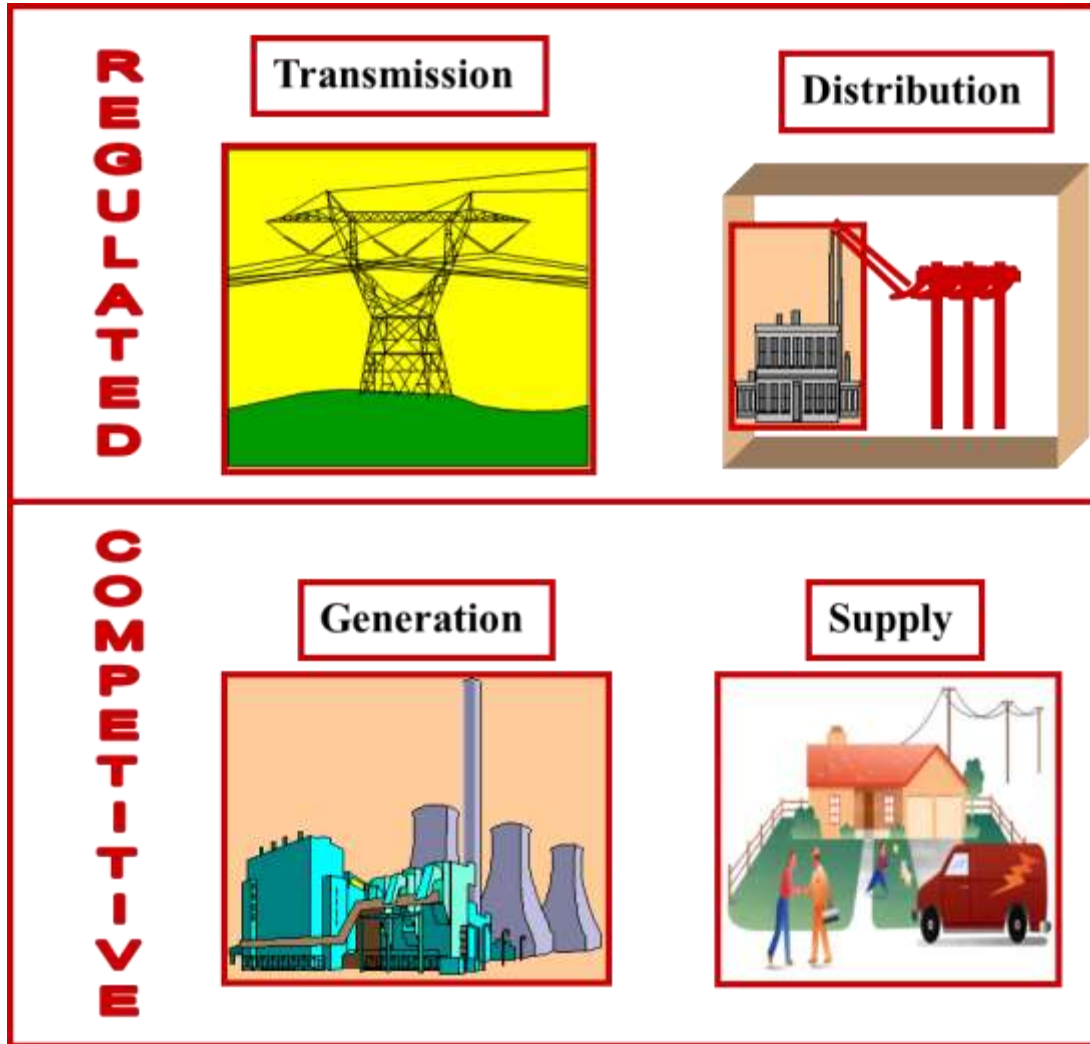 REGULATED
Transmission
Distribution
COMPETITIVE
Generation
Supply